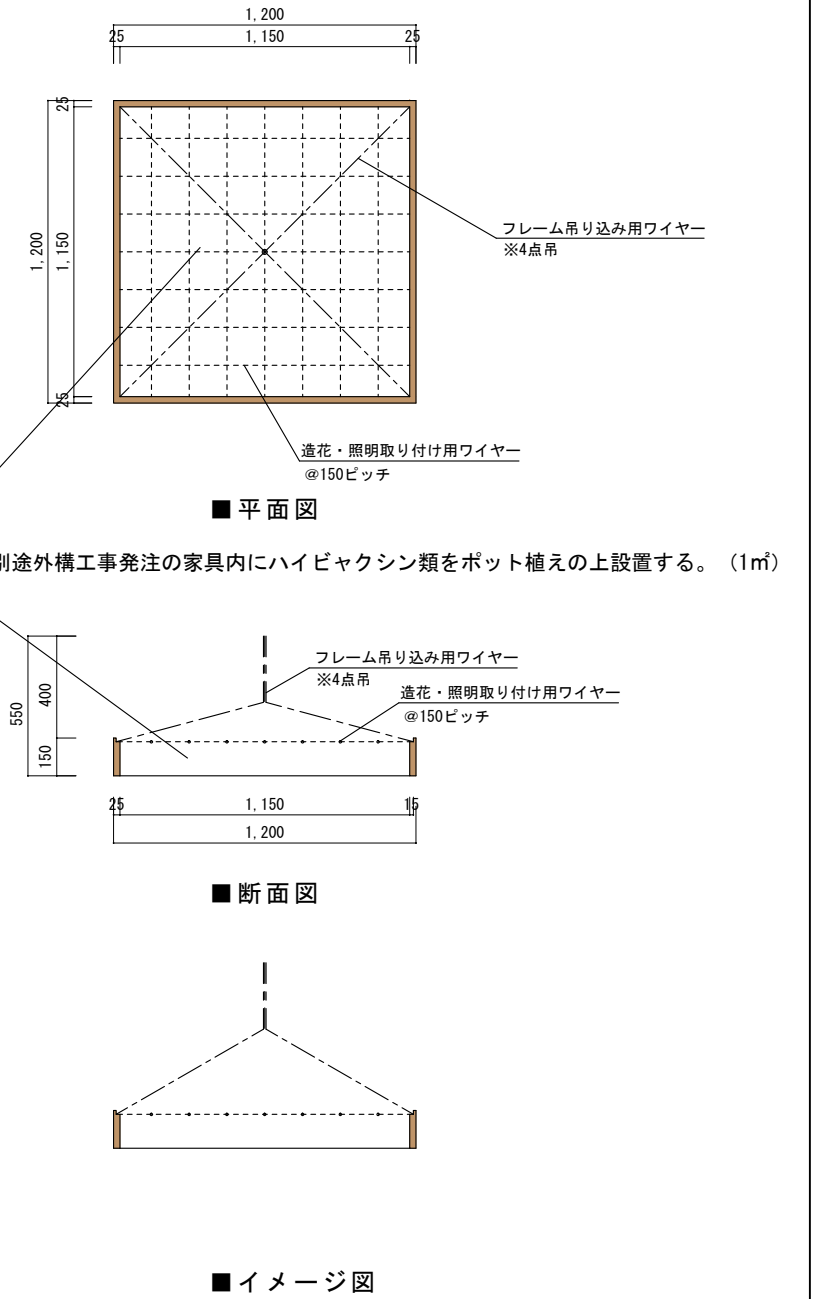 1,200
25 1,150 25
25
1,200
1,150
25
フレーム吊り込み用ワイヤー
※4点吊
造花・照明取り付け用ワイヤー
@150ピッチ
■平面図
別途外構工事発注の家具内にハイビャクシン類をポット植えの上設置する。（1㎡）
フレーム吊り込み用ワイヤー
※4点吊
造花・照明取り付け用ワイヤー
@150ピッチ
550
400
150
25 1,150 15
1,200
■断面図
■イメージ図